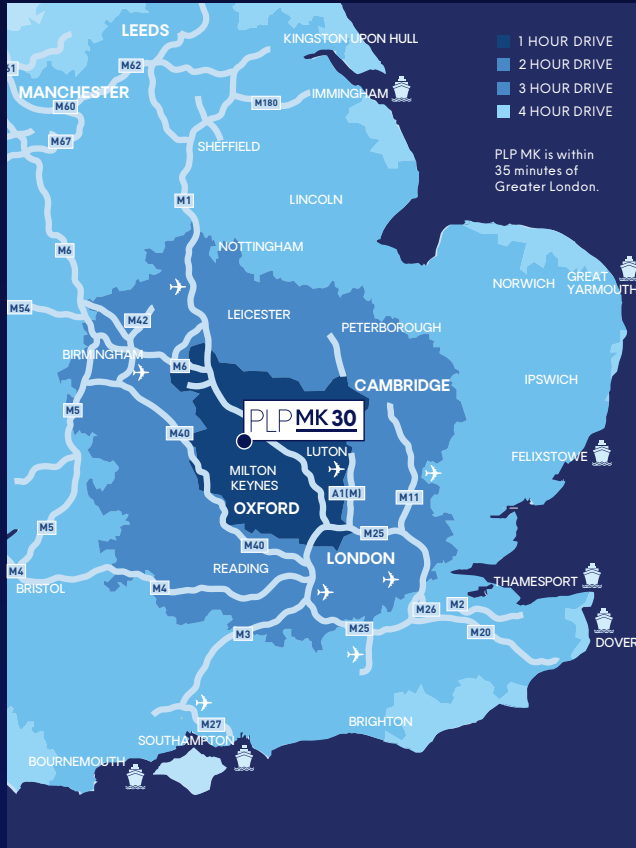 LEEDS
KINGSTON UPON HULL
1 HOUR DRIVE
2 HOUR DRIVE
3 HOUR DRIVE
4 HOUR DRIVE
61
M62
MANCHESTER
M60
M180
IMMINGHAM
M67
SHEFFIELD
PLP MK is within
35 minutes of
Greater London.
M1
LINCOLN
M6
NOTTINGHAM
NORWICH
GREAT
YARMOUTH
M54
M42
LEICESTER
PETERBOROUGH
BIRMINGHAM
M6
CAMBRIDGE
IPSWICH
M5
PLP MK30
M40
LUTON
FELIXSTOWE
MILTON
KEYNES
A1(M)
M11
OXFORD
M5
M25
M40
LONDON
M4
READING
BRISTOL
M4
THAMESPORT
M26
M2
M3
M25
M20
DOVER
M27
BRIGHTON
SOUTHAMPTON
BOURNEMOUTH